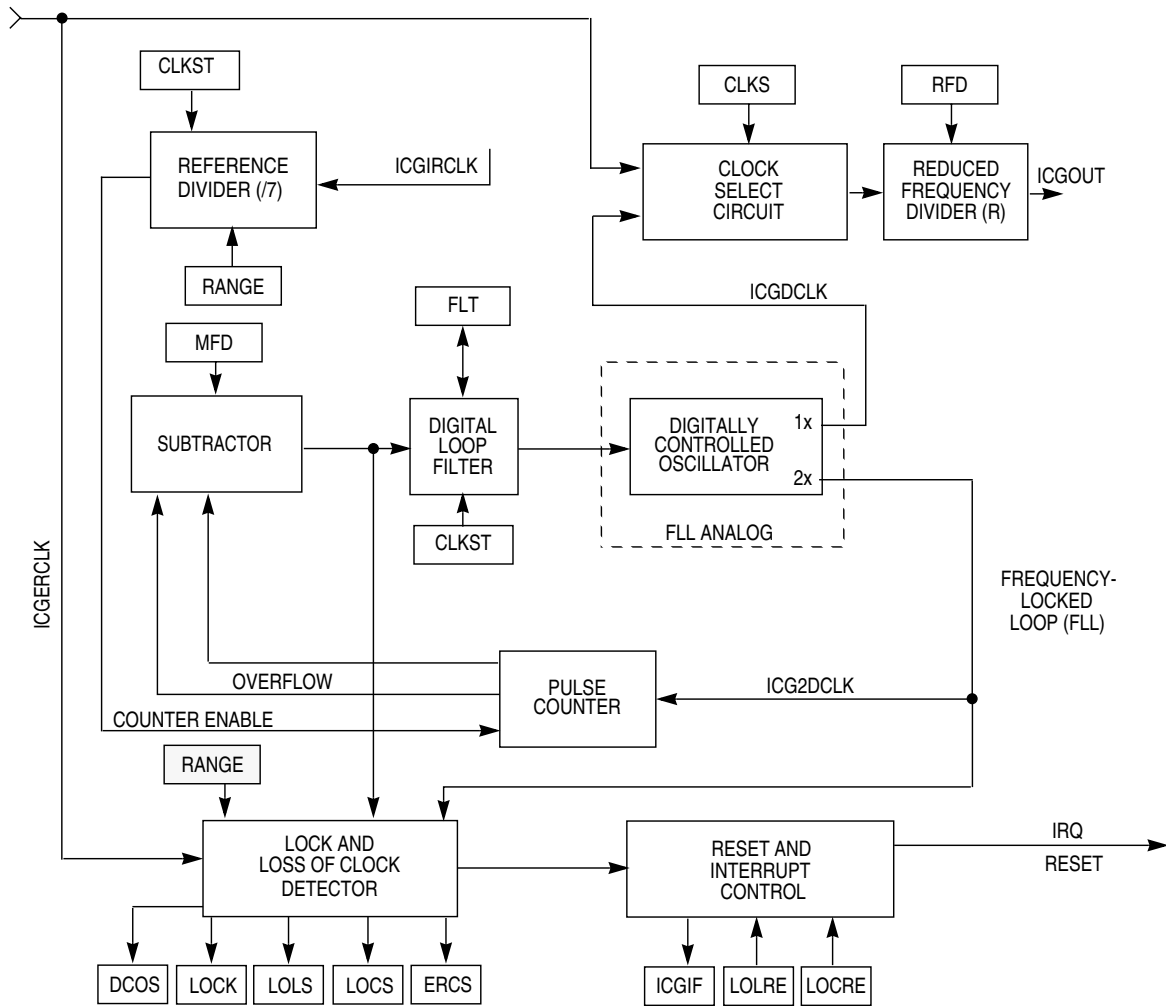 CLKST
CLKS
RFD
REFERENCE
DIVIDER (/7)
ICGIRCLK
CLOCK
SELECT
CIRCUIT
REDUCED
FREQUENCY
DIVIDER (R)
ICGOUT
RANGE
FLT
ICGDCLK
MFD
SUBTRACTOR
DIGITAL
LOOP
FILTER
DIGITALLY
CONTROLLED
OSCILLATOR
1x
2x
FLL ANALOG
CLKST
ICGERCLK
FREQUENCY-
LOCKED
LOOP (FLL)
OVERFLOW
PULSE
COUNTER
ICG2DCLK
COUNTER ENABLE
RANGE
LOCK AND
LOSS OF CLOCK
DETECTOR
RESET AND
INTERRUPT
CONTROL
IRQ
RESET
DCOS
LOCK
LOLS
LOCS
ERCS
ICGIF
LOLRE
LOCRE